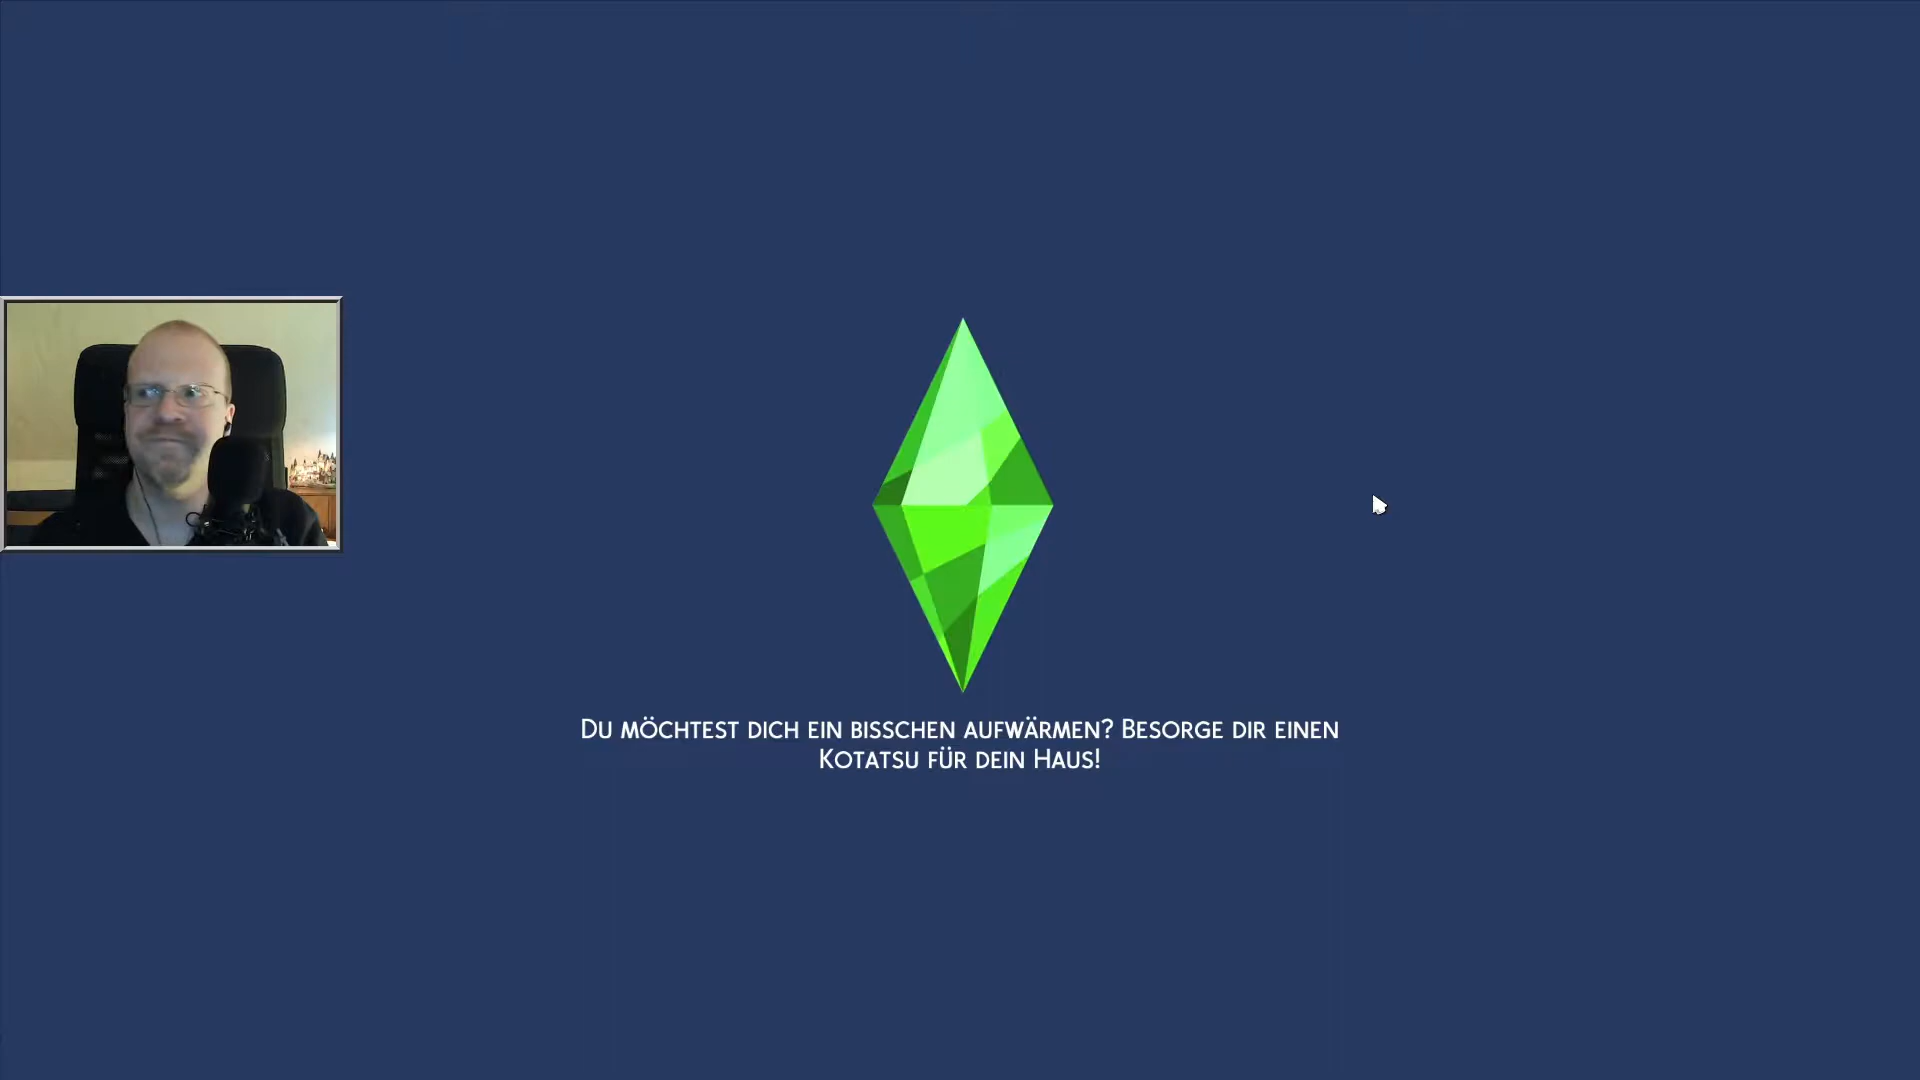 Du möchtest dich ein bisschen aufwärmen? Besorge dir einen
Kotatsu für dein Haus!